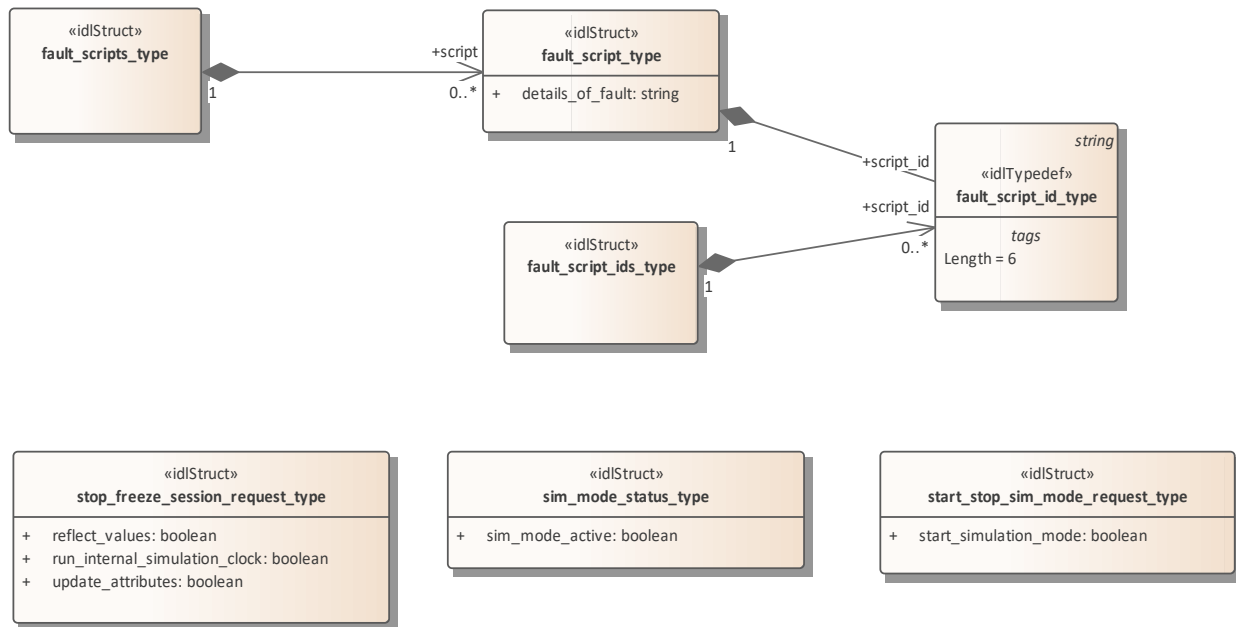 «idlStruct»
fault_scripts_type
1
+script
0..*
«idlStruct»
fault_script_type
+ details_of_fault: string
1
+script_id
string
«idlTypedef»
fault_script_id_type
tags
Length = 6
+script_id
0..*
«idlStruct»
fault_script_ids_type
1
«idlStruct»
stop_freeze_session_request_type
+ reflect_values: boolean
+ run_internal_simulation_clock: boolean
+ update_attributes: boolean
«idlStruct»
sim_mode_status_type
+ sim_mode_active: boolean
«idlStruct»
start_stop_sim_mode_request_type
+ start_simulation_mode: boolean